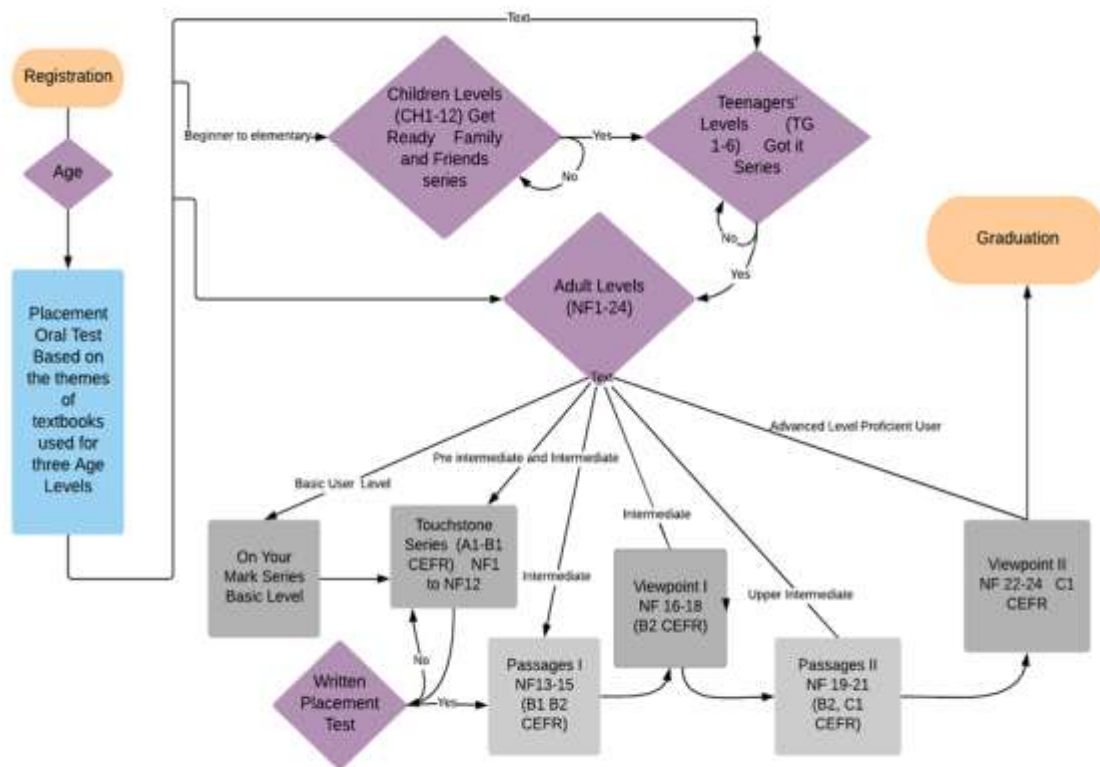 Text
Registration
Children Levels
(CH1-12) Get
Ready Family
and Friends
series
Teenagers'
Levels (TG
1-6) Got it
Series
Beginner to elementary
Yes
No
Age
No
Yes
Graduation
Adult Levels
(NF1-24)
Placement
Oral Test
Based on
the themes
of
textbooks
used for
three Age
Levels
Text
Advanced Level Proficient User
Pre intermediate and Intermediate
Basic User Level
Intermediate
Intermediate
Upper Intermediate
On Your
Mark Series
Basic Level
Touchstone
Series (A1-B1
CEFR) NF1
to NF12
Viewpoint I
NF 16-18
(B2 CEFR)
Viewpoint II
NF 22-24 C1
CEFR
No
Written
Placement
Test
Yes
Passages I
NF13-15
(B1 B2
CEFR)
Passages II
NF 19-21
(B2, C1
CEFR)